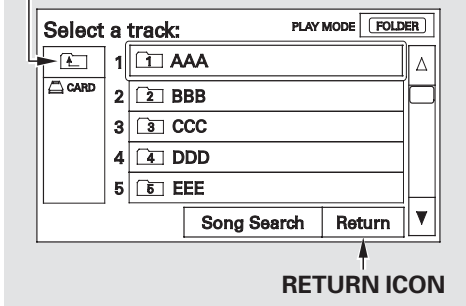 Select a track: PLAY MODE FOLDER
1 1 AAA
CARD
2 2 BBB
3 3 CCC
4 4 DDD
5 5 EEE
Song Search Return
RETURN ICON